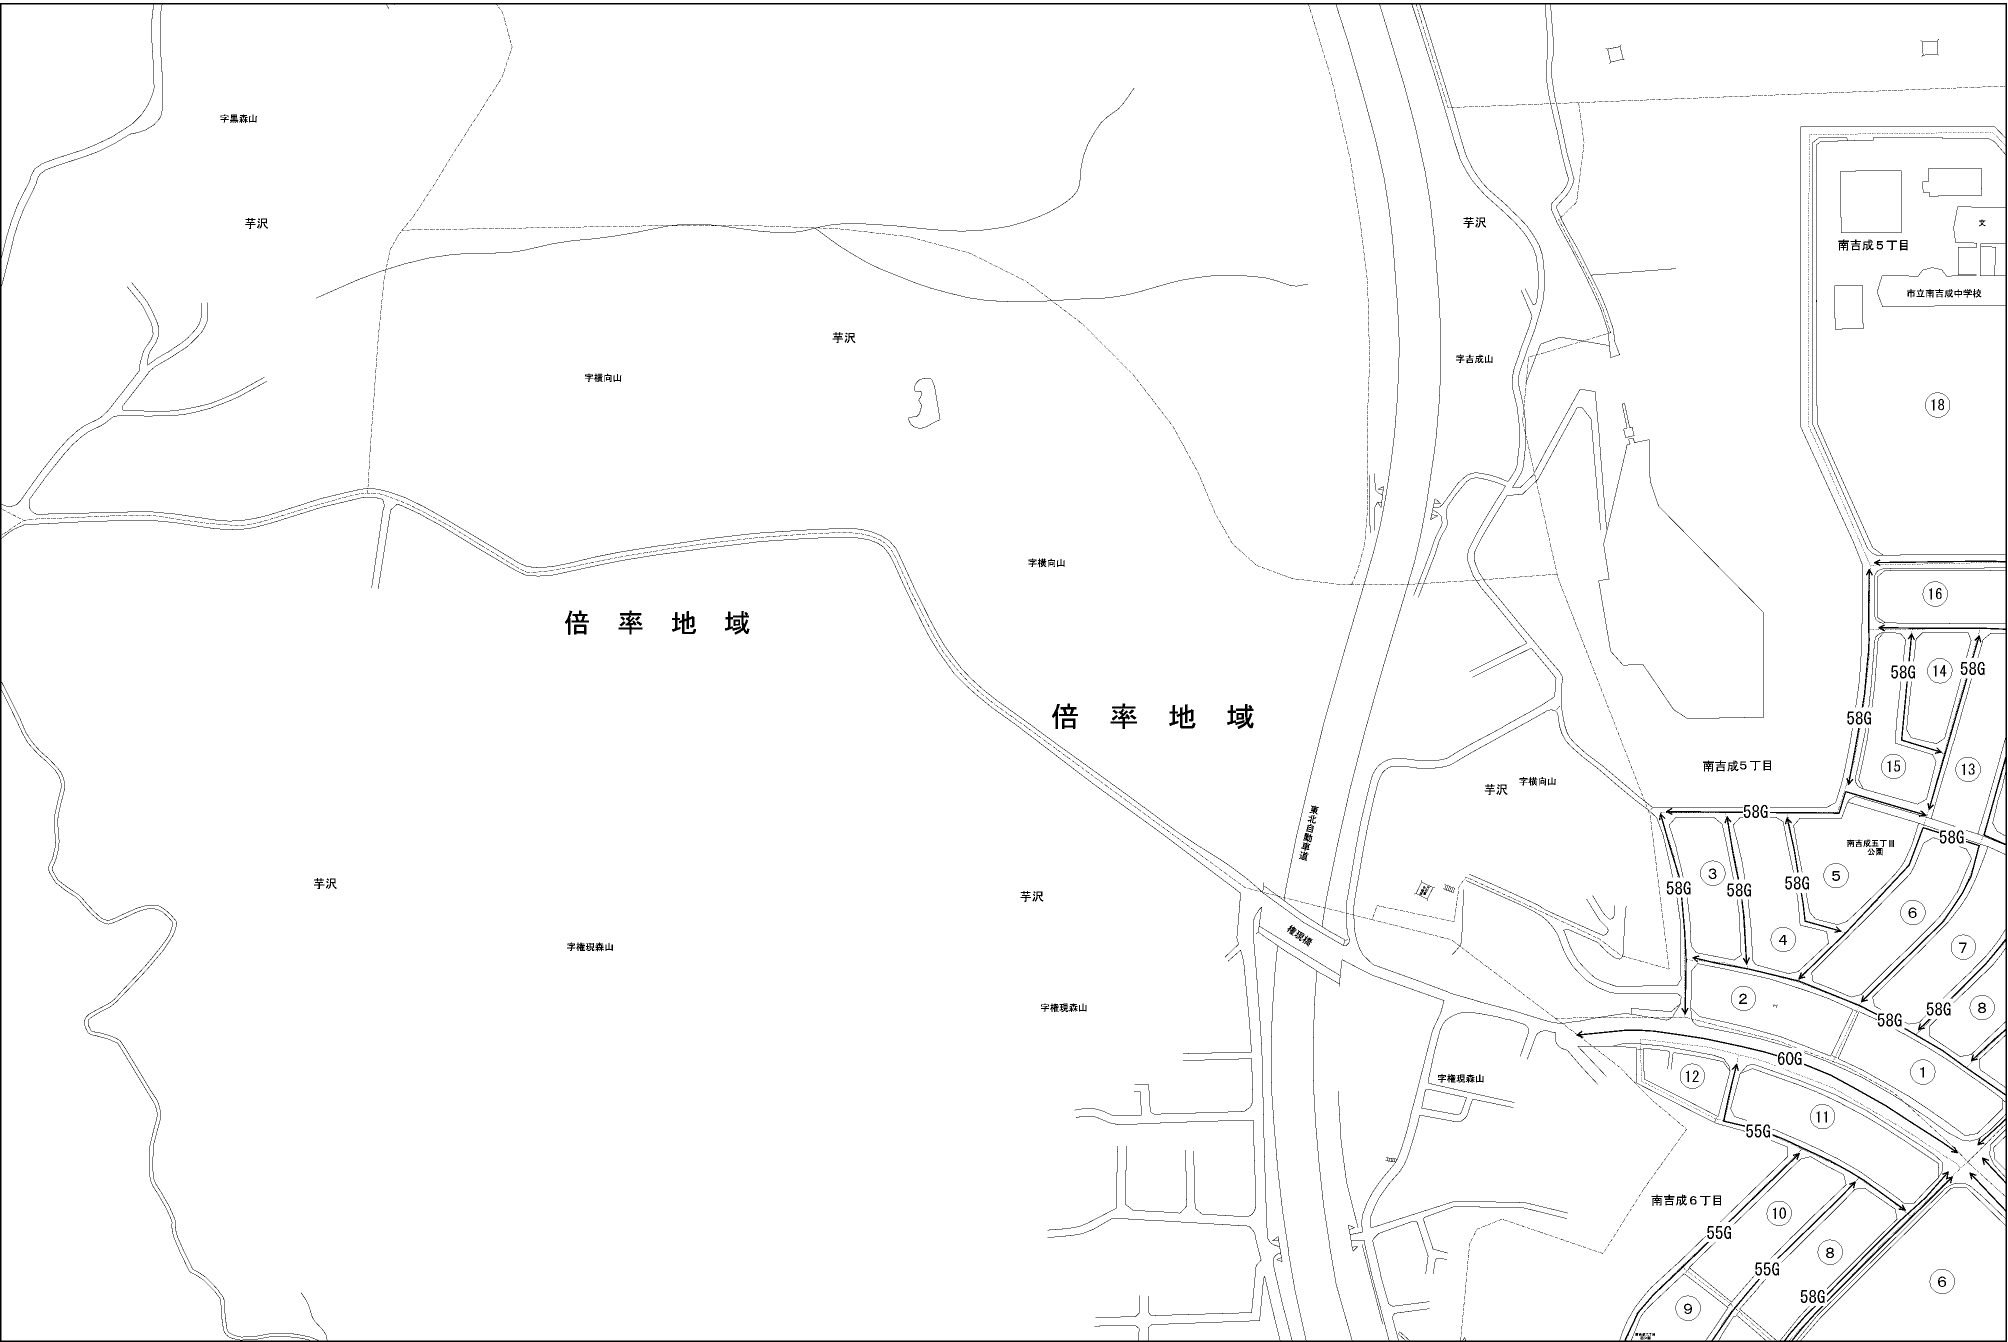 字黒森山
芋沢
芋沢
文
南吉成５丁目
市立南吉成中学校
芋沢
字吉成山
字横向山
18
字横向山
16
倍率地域
14
58G
58G
倍率地域
58G
15
13
南吉成５丁目
字横向山
芋沢
58G
東北自動車道
58G
南吉成五丁目
公園
3
5
58G
58G
58G
芋沢
芋沢
6
権現橋
4
7
字権現森山
2
字権現森山
8
58G
58G
60G
1
12
字権現森山
11
55G
南吉成６丁目
10
55G
8
55G
6
58G
9